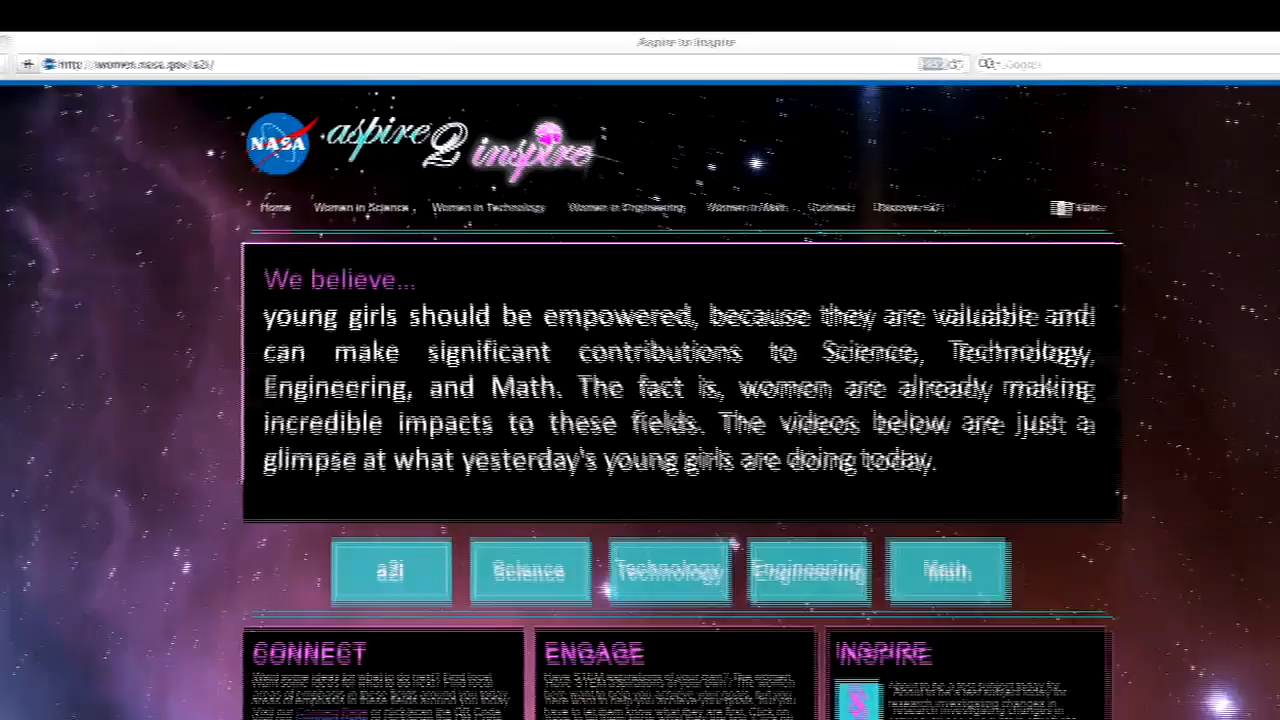 Aspire to Inspire
http://women.nasa.gov/a2i/
Google
NASA aspire 2 inspire
Home Women in Science Women in Technology Women in Engineering Women in Math Connect Discover a2i
We believe...
young girls should be empowered, because they are valuable and
can make significant contributions to Science, Technology,
Engineering, and Math. The fact is, women are already making
incredible impacts to these fields. The videos below are just a
glimpse at what yesterday's young girls are doing today.
a2i Science Technology Engineering Math
CONNECT ENGAGE INSPIRE